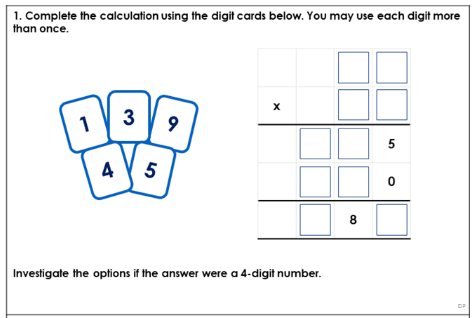 1. Complete the calculation using the digit cards below. You may use each digit more
than once.
1 3 9
4 5
x
5
0
8
Investigate the options if the answer were a 4-digit number.
DP